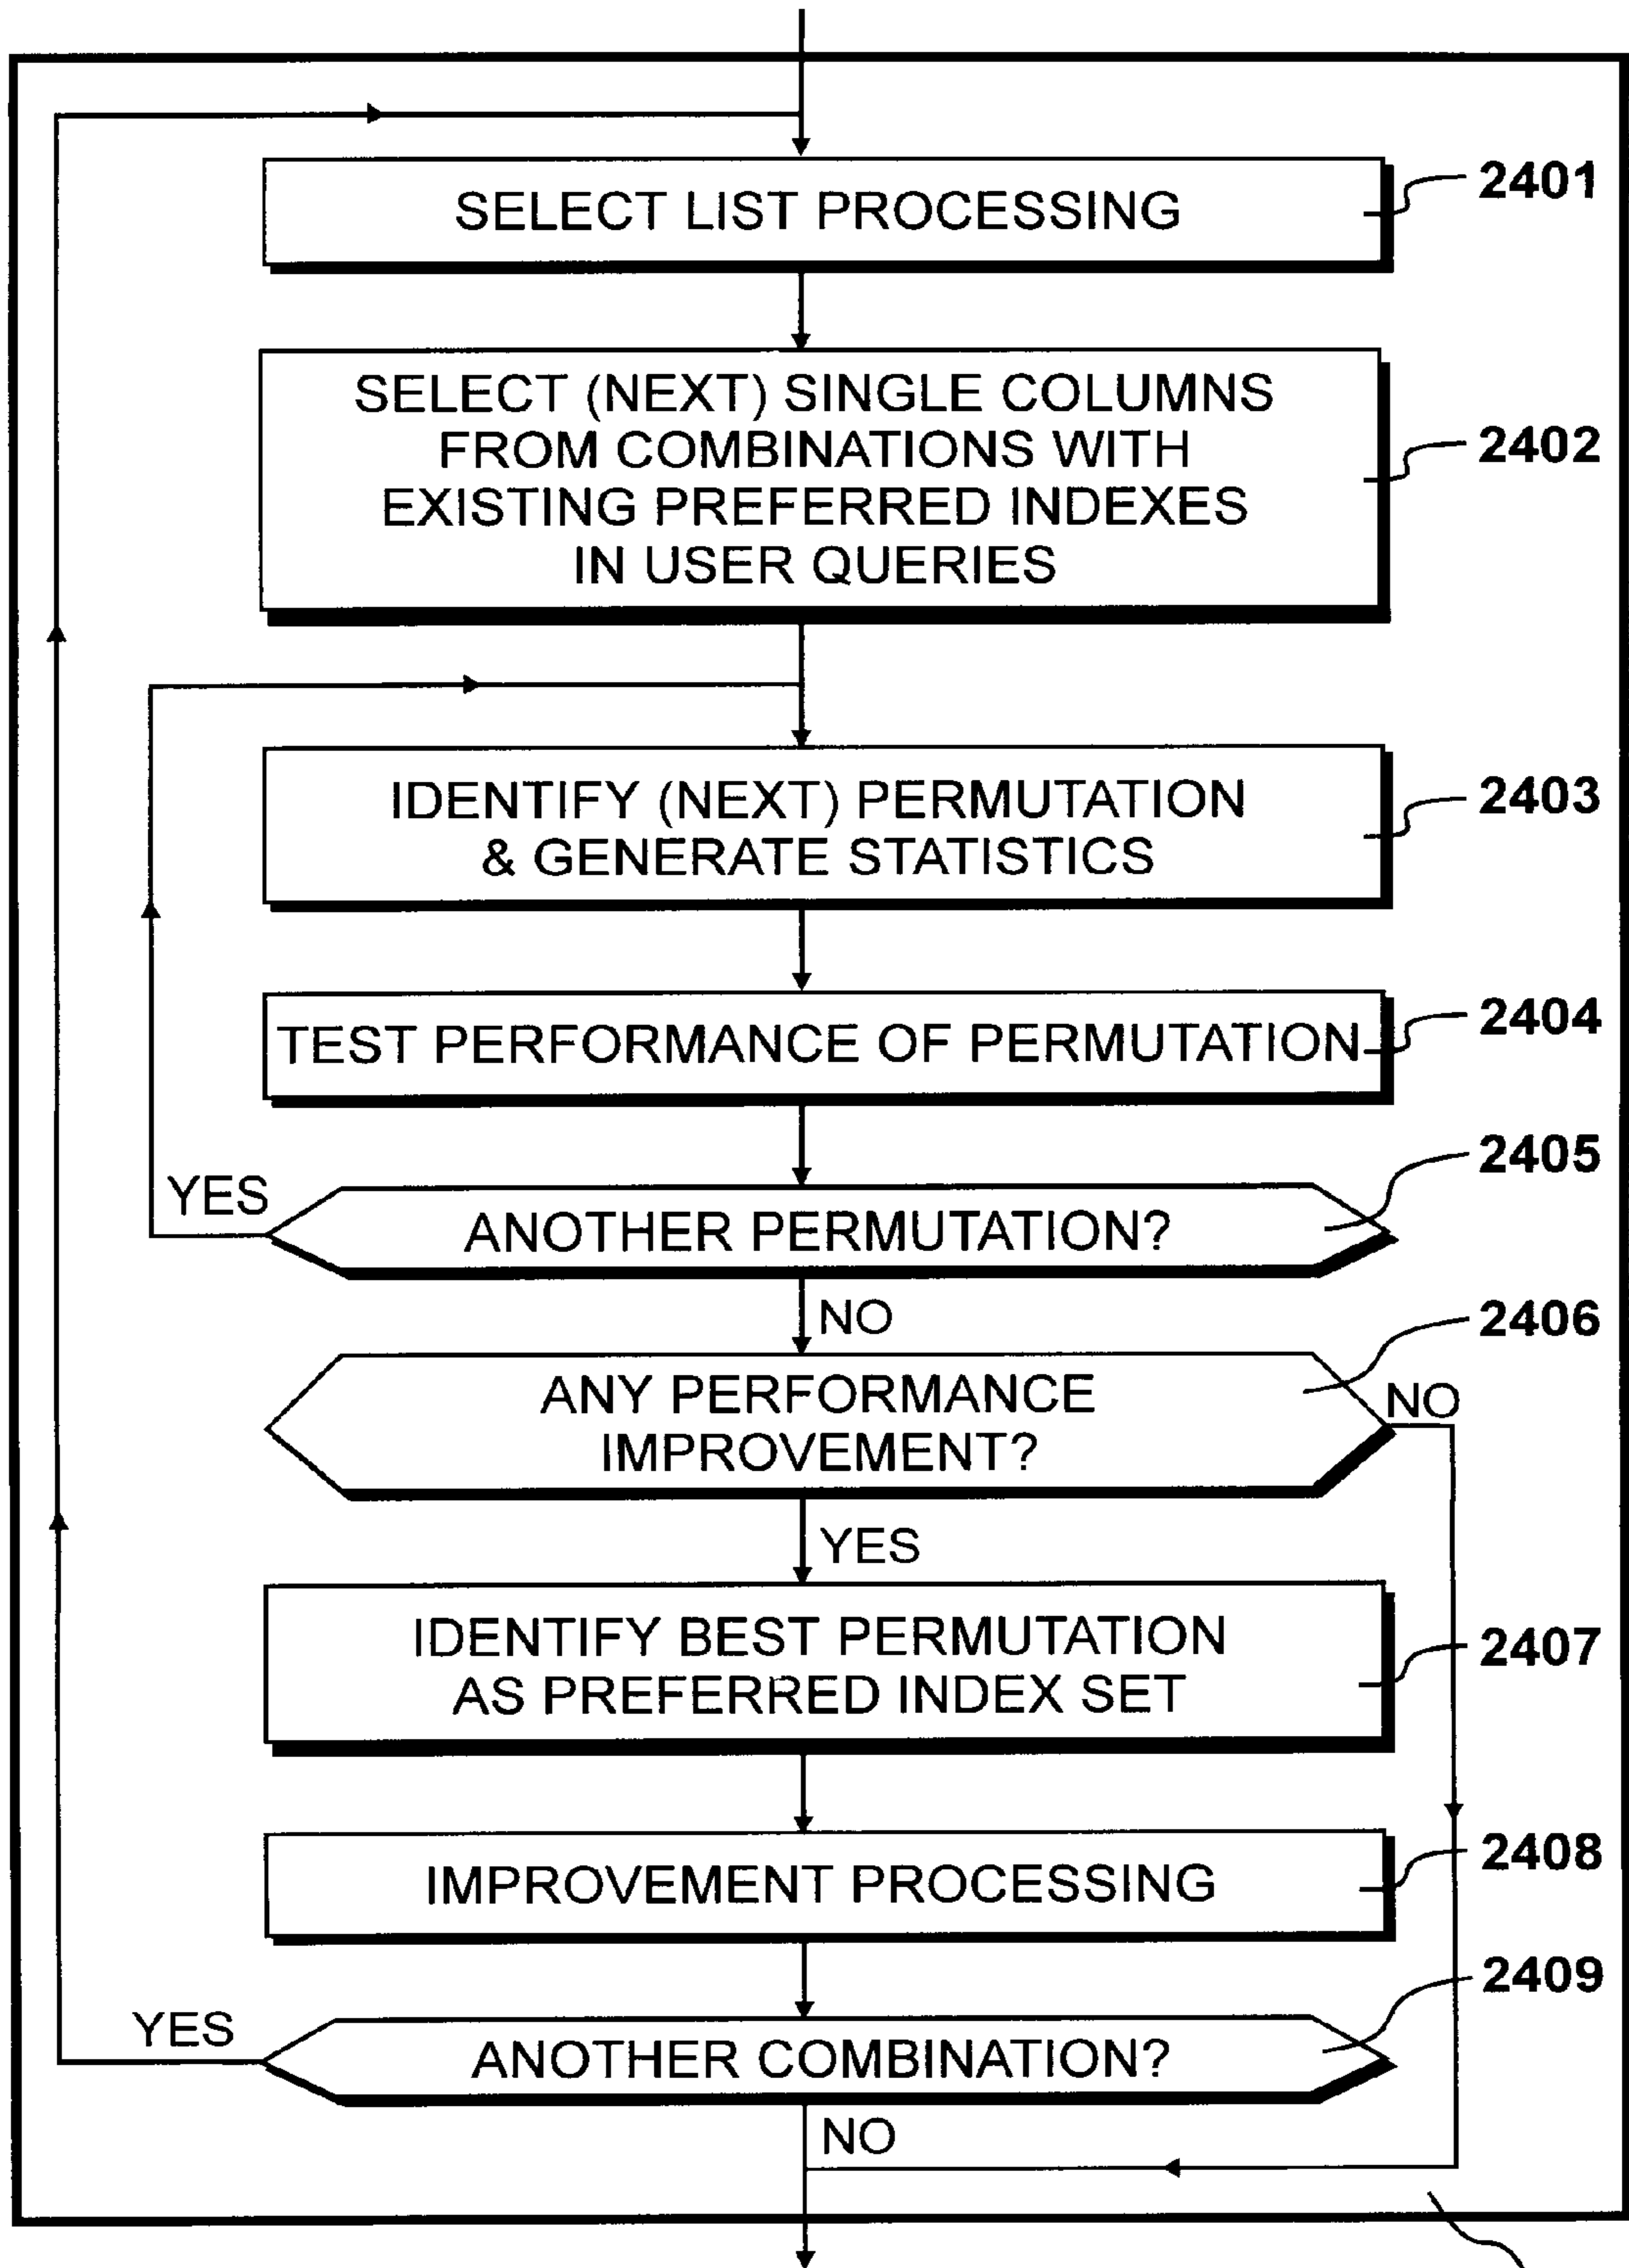 SELECT LIST PROCESSING
2401
SELECT (NEXT) SINGLE COLUMNS
FROM COMBINATIONS WITH
EXISTING PREFERRED INDEXES
IN USER QUERIES
2402
IDENTIFY (NEXT) PERMUTATION
& GENERATE STATISTICS
2403
TEST PERFORMANCE OF PERMUTATION
2404
2405
YES
ANOTHER PERMUTATION?
NO
2406
ANY PERFORMANCE
IMPROVEMENT?
NO
YES
IDENTIFY BEST PERMUTATION
AS PREFERRED INDEX SET
2407
IMPROVEMENT PROCESSING
2408
2409
YES
ANOTHER COMBINATION?
NO